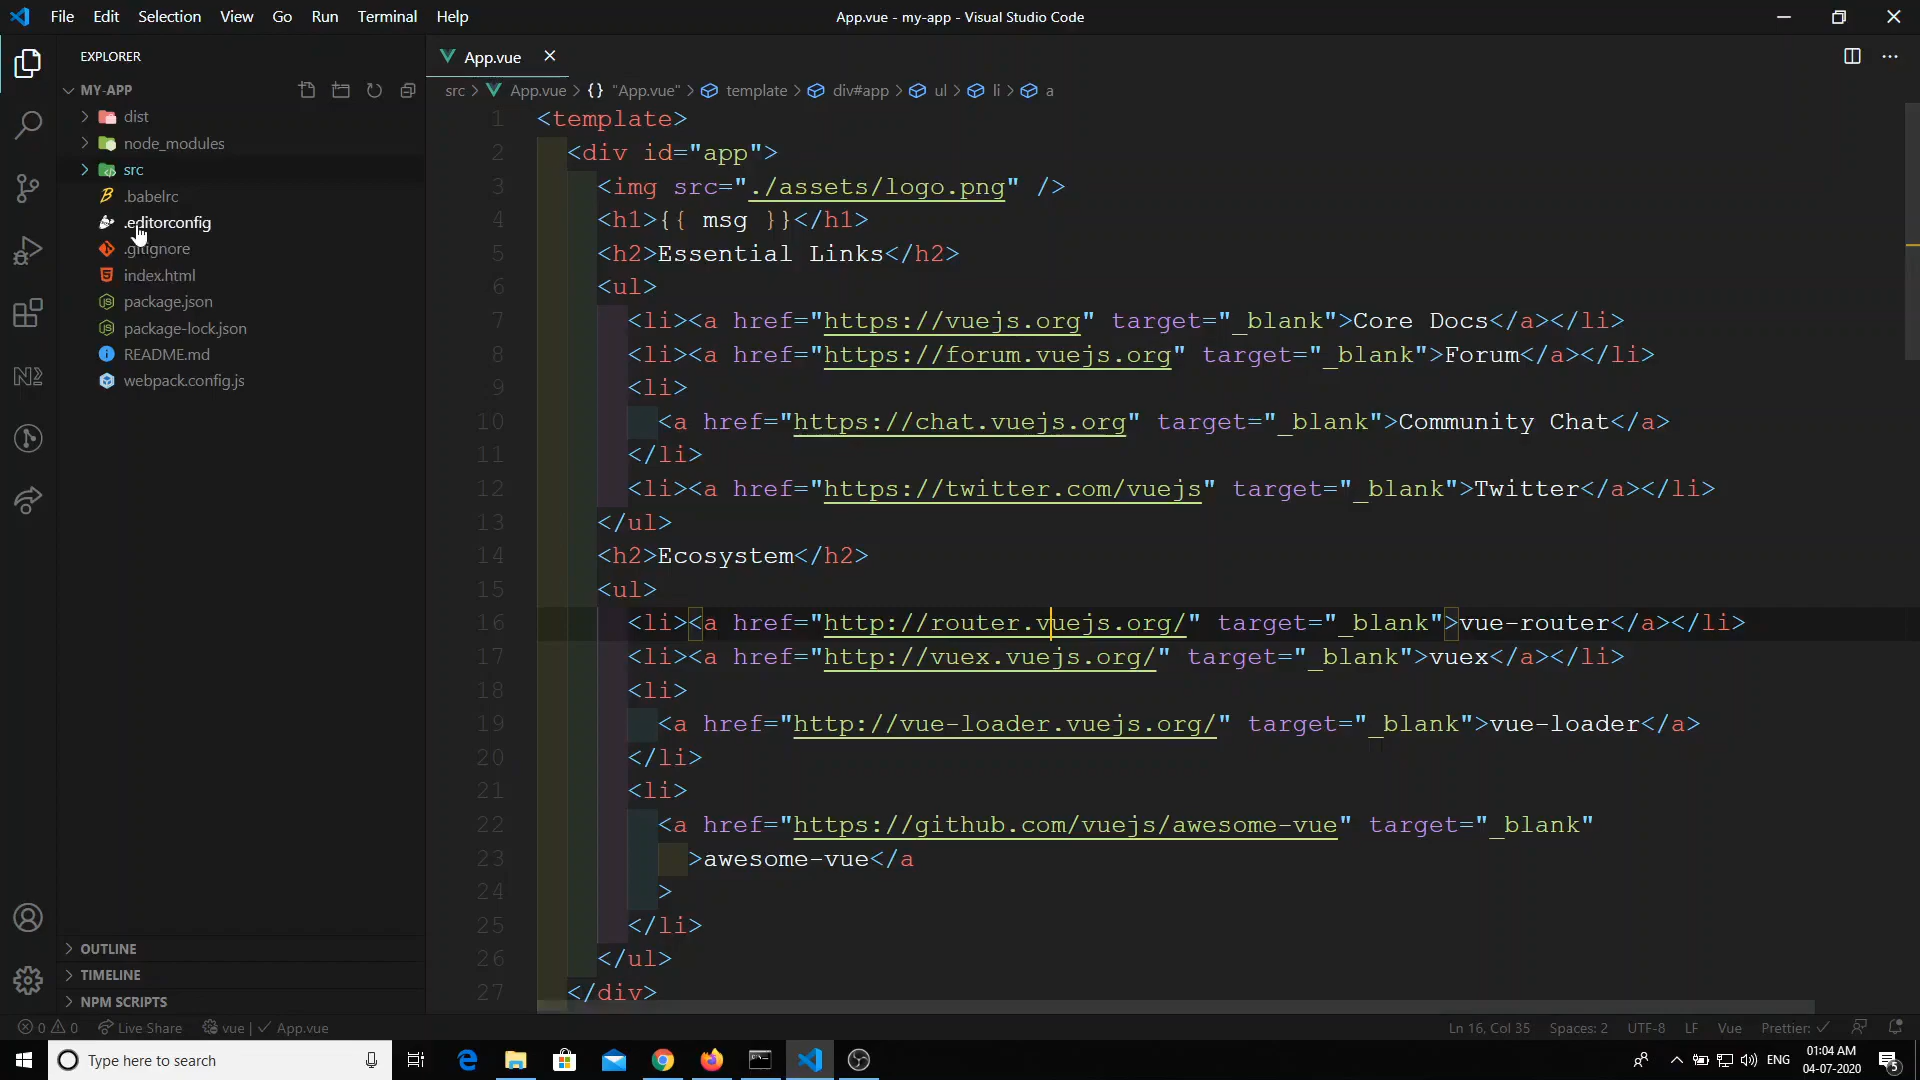 File Edit Selection View Go Run Terminal Help
App.vue - my-app - Visual Studio Code
EXPLORER
MY-APP
dist
node_modules
src
.babelrc
.editorconfig
.gitignore
index.html
package.json
package-lock.json
README.md
webpack.config.js
OUTLINE
TIMELINE
NPM SCRIPTS
App.vue
src > App.vue > {} "App.vue" > template > div#app > ul > li > a
1 <template>
2 <div id="app">
3 <img src="./assets/logo.png" />
4 <h1>{{ msg }}</h1>
5 <h2>Essential Links</h2>
6 <ul>
7 <li><a href="https://vuejs.org" target="_blank">Core Docs</a></li>
8 <li><a href="https://forum.vuejs.org" target="_blank">Forum</a></li>
9 <li>
10 <a href="https://chat.vuejs.org" target="_blank">Community Chat</a>
11 </li>
12 <li><a href="https://twitter.com/vuejs" target="_blank">Twitter</a></li>
13 </ul>
14 <h2>Ecosystem</h2>
15 <ul>
16 <li><a href="http://router.vuejs.org/" target="_blank">vue-router</a></li>
17 <li><a href="http://vuex.vuejs.org/" target="_blank">vuex</a></li>
18 <li>
19 <a href="http://vue-loader.vuejs.org/" target="_blank">vue-loader</a>
20 </li>
21 <li>
22 <a href="https://github.com/vuejs/awesome-vue" target="_blank"
23 >awesome-vue</a
24 >
25 </li>
26 </ul>
27 </div>
0 0 Live Share vue | App.vue
Ln 16, Col 35 Spaces: 2 UTF-8 LF Vue Prettier: ✓
Type here to search
ENG
01:04 AM
04-07-2020
5